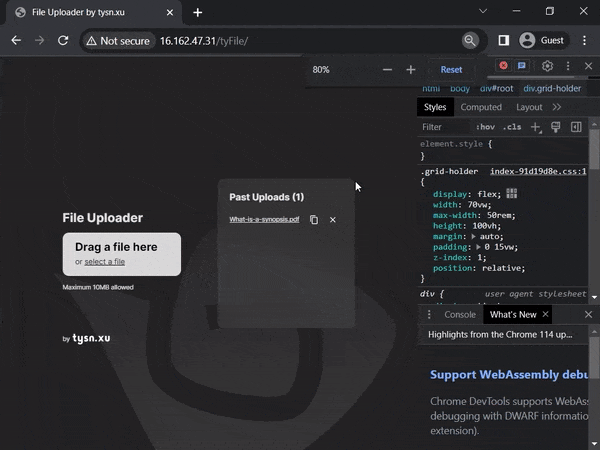 File Uploader by tysn.xu
Guest
Not secure
16.162.47.31/tyFile/
80%
Reset
html body div#root div.grid-holder
Styles Computed Layout
Filter :hov .cls
element.style {
}
.grid-holder index-91d19d8e.css:1
{
display: flex;
width: 70vw;
max-width: 50rem;
height: 100vh;
margin: auto;
padding: 0 15vw;
z-index: 1;
position: relative;
}
div { user agent stylesheet
Console What's New
Highlights from the Chrome 114 up...
Support WebAssembly debu
Chrome DevTools supports WebAss
debugging with DWARF informatio
extension).
File Uploader
Drag a file here
or select a file
Maximum 10MB allowed
by tysn.xu
Past Uploads (1)
What-is-a-synopsis.pdf